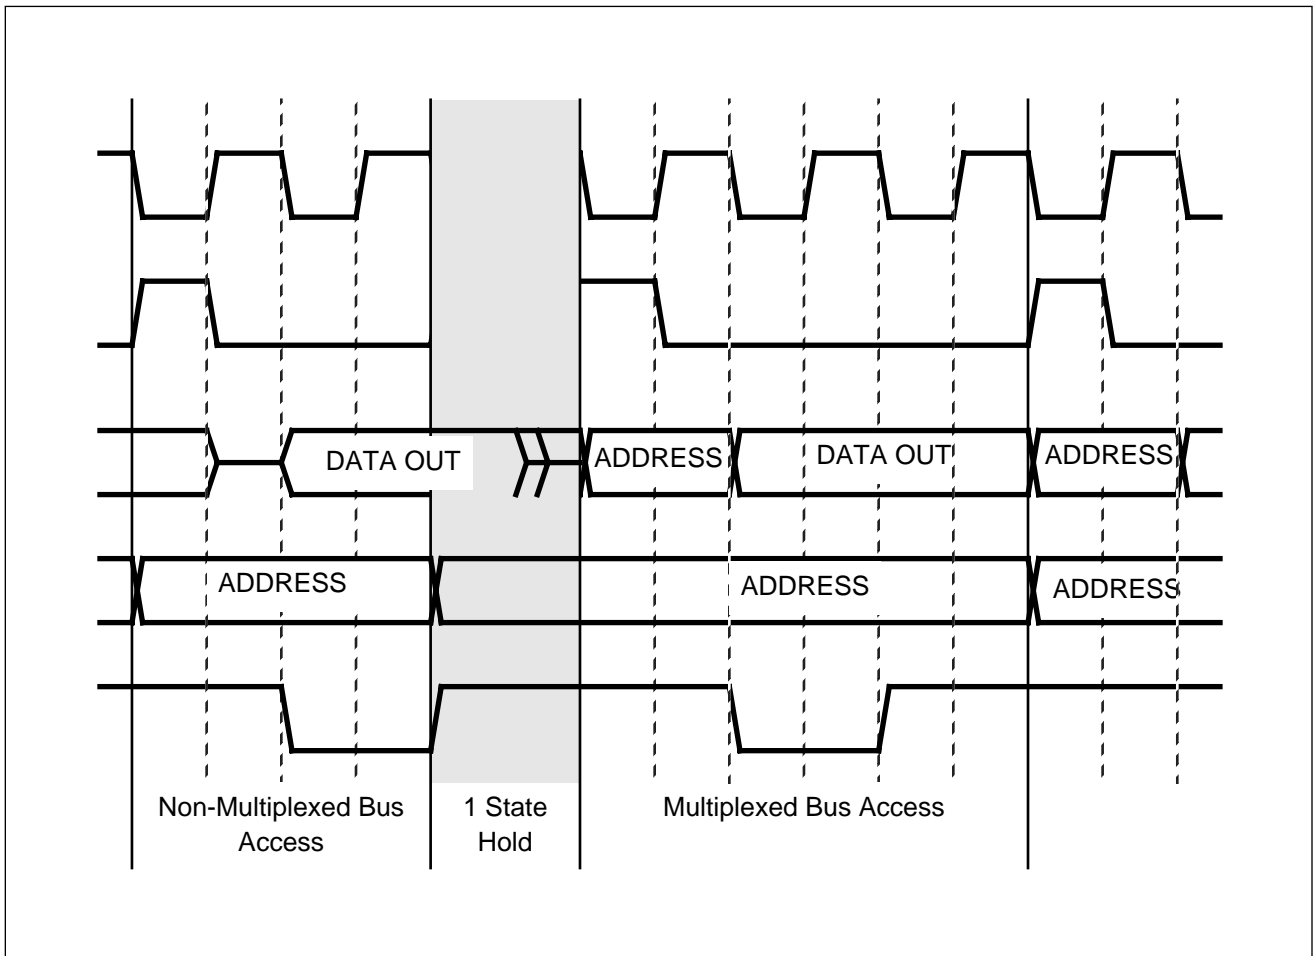 DATA OUT
ADDRESS
DATA OUT
ADDRESS
ADDRESS
ADDRESS
ADDRESS
Non-Multiplexed Bus
Access
1 State
Hold
Multiplexed Bus Access